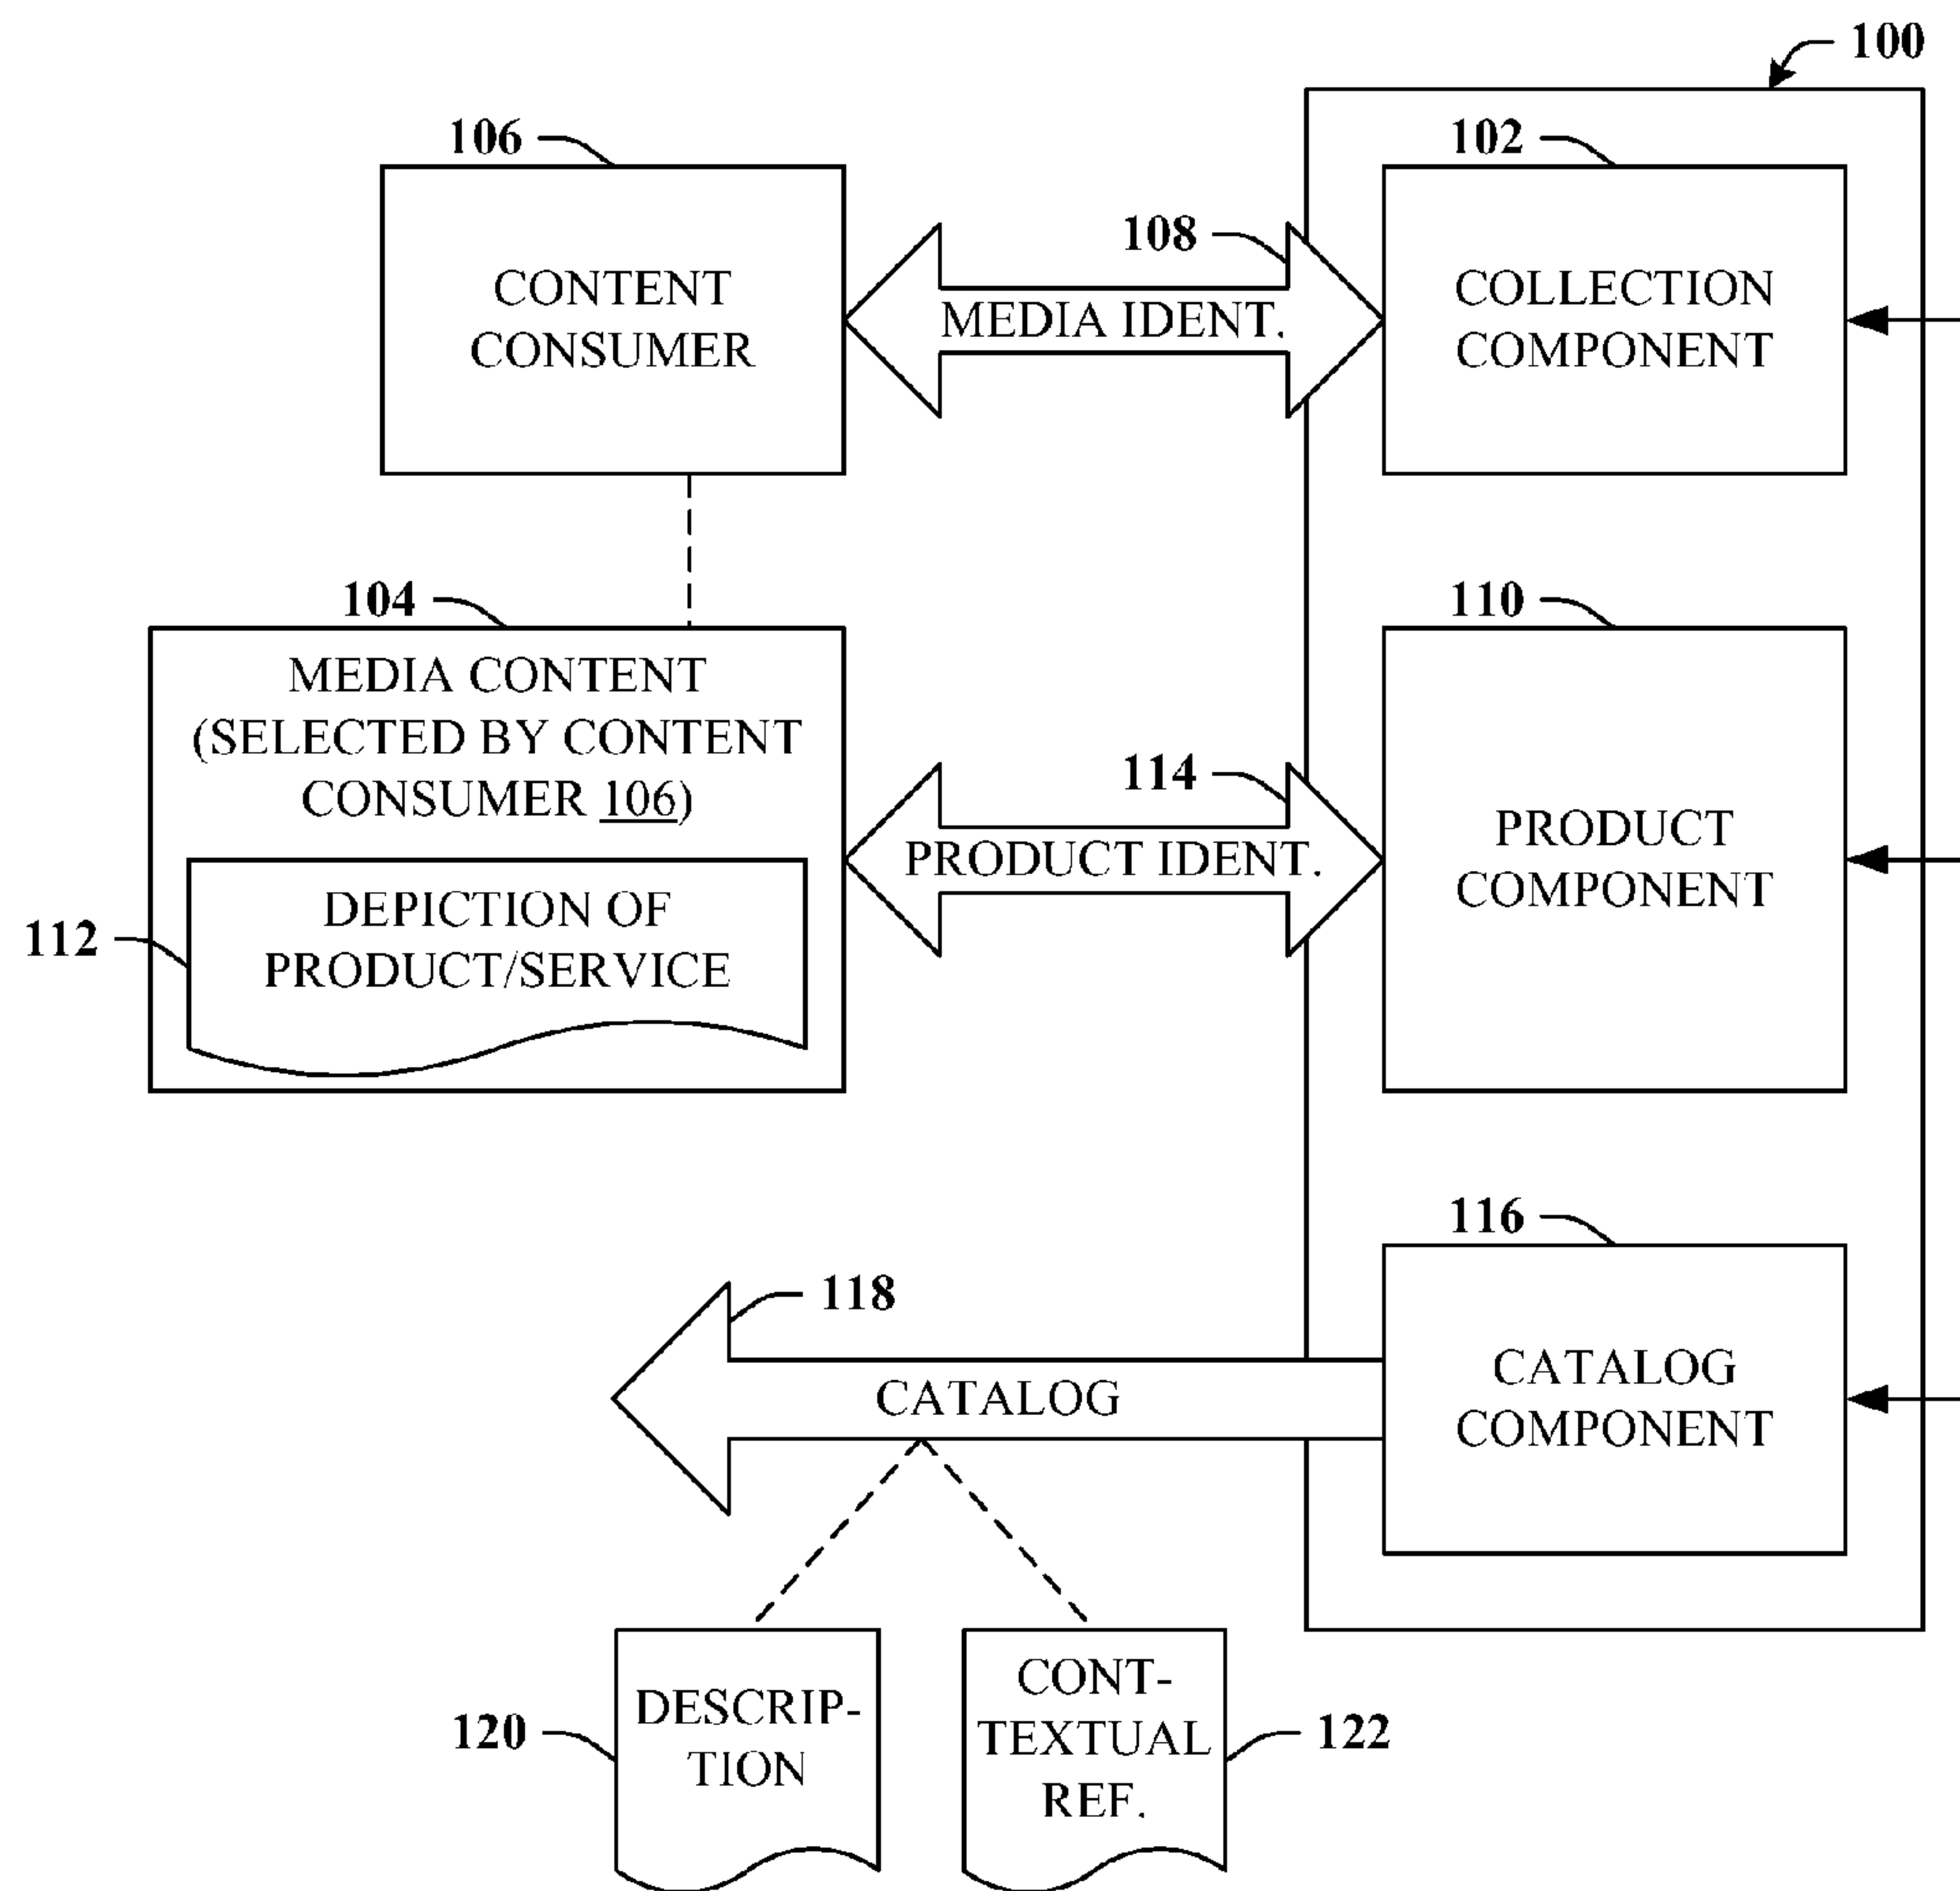 100
106
102
CONTENT
CONSUMER
108
MEDIA IDENT.
COLLECTION
COMPONENT
104
110
MEDIA CONTENT
(SELECTED BY CONTENT
CONSUMER 106)
114
PRODUCT IDENT.
PRODUCT
COMPONENT
112
DEPICTION OF
PRODUCT/SERVICE
116
118
CATALOG
CATALOG
COMPONENT
120
DESCRIP-
TION
CONT-
TEXTUAL
REF.
122